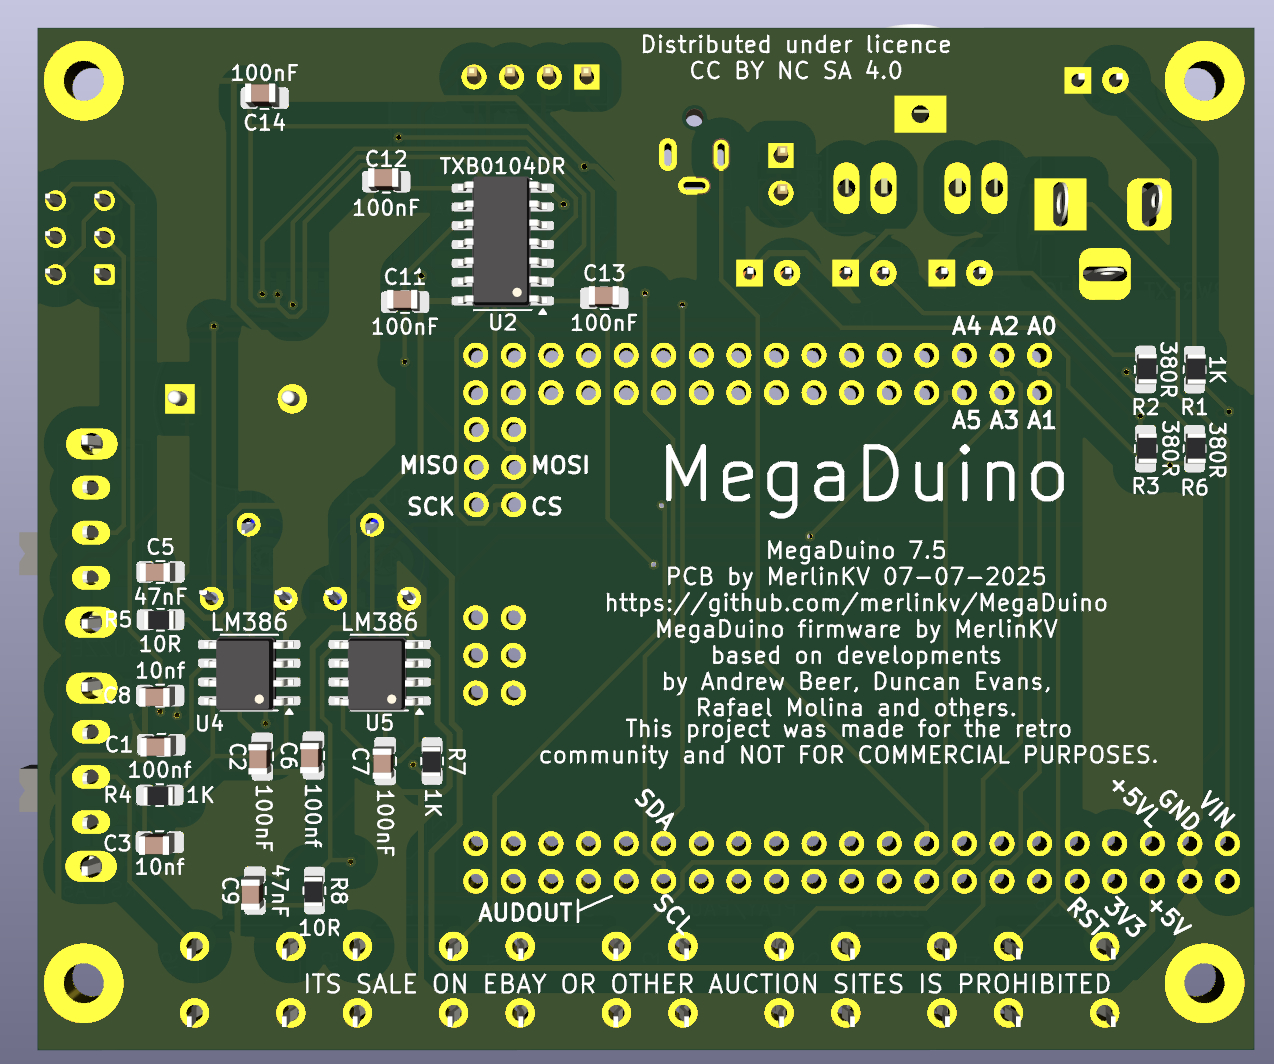 Distributed under licence
CC BY NC SA 4.0
100nF
C14
C12
100nF
TXB0104DR
U2
C11
100nF
C13
100nF
A4 A2 A0
A5 A3 A1
380R
R2
1K
R1
380R
R3
380R
R6
MISO
MOSI
SCK
CS
MegaDuino
MegaDuino 7.5
PCB by MerlinKV 07-07-2025
https://github.com/merlinkv/MegaDuino
MegaDuino firmware by MerlinKV
based on developments
by Andrew Beer, Duncan Evans,
Rafael Molina and others.
This project was made for the retro
community and NOT FOR COMMERCIAL PURPOSES.
C5
47nF
R5
10R
10nf
C8
C1
100nf
R4
1K
C3
10nf
LM386
U4
LM386
U5
C2
100nF
C6
100nf
C7
100nF
R7
1K
C9
47nF
R8
10R
SDA
SCL
AUDOUT
+5VL
GND
VIN
RST
3V3
+5V
ITS SALE ON EBAY OR OTHER AUCTION SITES IS PROHIBITED